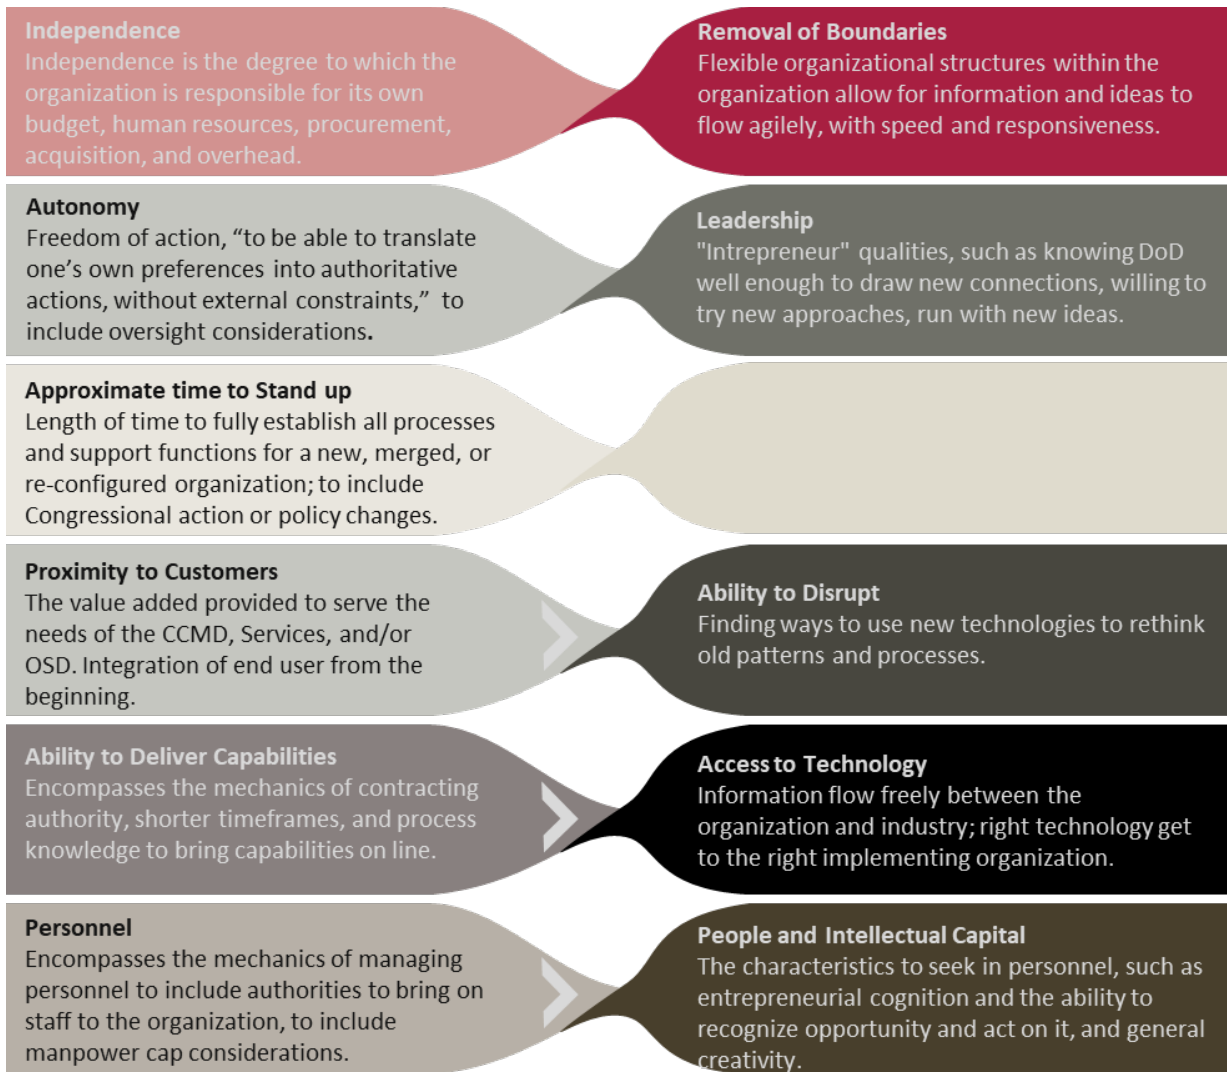 Independence
Independence is the degree to which the
organization is responsible for its own
budget, human resources, procurement,
acquisition, and overhead.
Removal of Boundaries
Flexible organizational structures within the
organization allow for information and ideas to
flow agilely, with speed and responsiveness.
Autonomy
Freedom of action, “to be able to translate
one’s own preferences into authoritative
actions, without external constraints,” to
include oversight considerations.
Leadership
"Intrepreneur" qualities, such as knowing DoD
well enough to draw new connections, willing to
try new approaches, run with new ideas.
Approximate time to Stand up
Length of time to fully establish all processes
and support functions for a new, merged, or
re-configured organization; to include
Congressional action or policy changes.
Proximity to Customers
The value added provided to serve the
needs of the CCMD, Services, and/or
OSD. Integration of end user from the
beginning.
Ability to Disrupt
Finding ways to use new technologies to rethink
old patterns and processes.
Ability to Deliver Capabilities
Encompasses the mechanics of contracting
authority, shorter timeframes, and process
knowledge to bring capabilities on line.
Access to Technology
Information flow freely between the
organization and industry; right technology get
to the right implementing organization.
Personnel
Encompasses the mechanics of managing
personnel to include authorities to bring on
staff to the organization, to include
manpower cap considerations.
People and Intellectual Capital
The characteristics to seek in personnel, such as
entrepreneurial cognition and the ability to
recognize opportunity and act on it, and general
creativity.